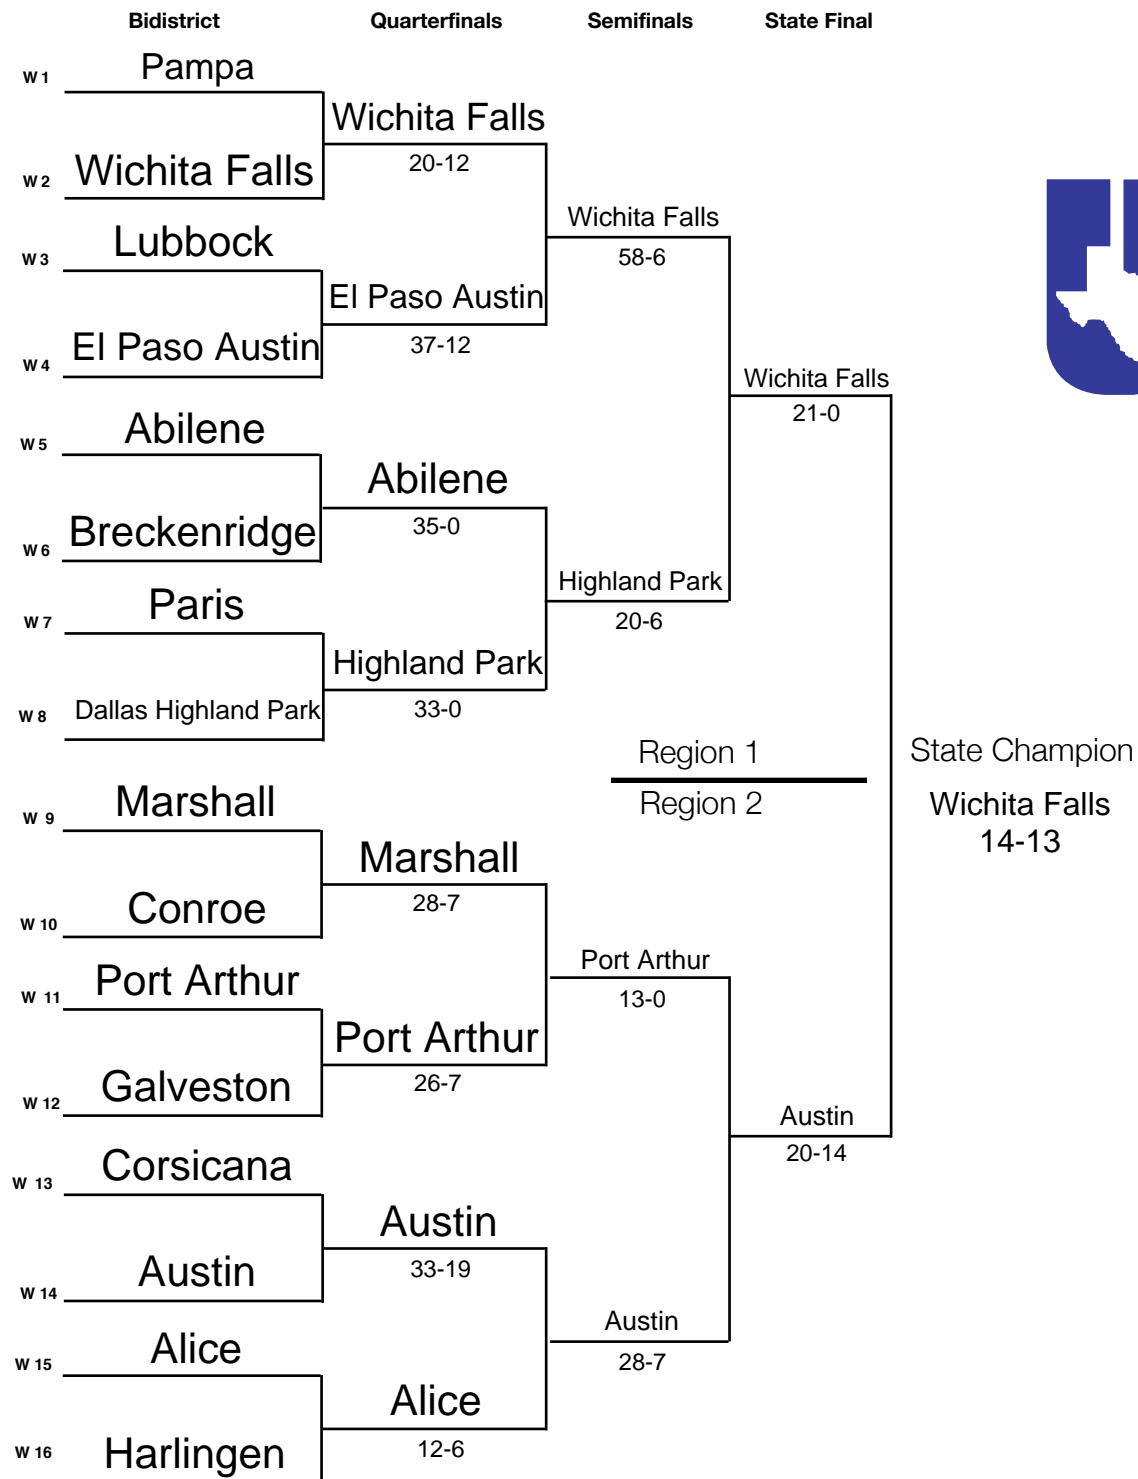 Bidistrict Quarterfinals Semifinals State Final
W 1 Pampa
Wichita Falls
20-12
W 2 Wichita Falls
Wichita Falls
58-6
W 3 Lubbock
El Paso Austin
37-12
W 4 El Paso Austin
Wichita Falls
21-0
W 5 Abilene
Abilene
35-0
W 6 Breckenridge
Highland Park
20-6
W 7 Paris
Highland Park
33-0
W 8 Dallas Highland Park
Region 1
Region 2
State Champion
Wichita Falls
14-13
W 9 Marshall
Marshall
28-7
W 10 Conroe
Port Arthur
13-0
W 11 Port Arthur
Port Arthur
26-7
W 12 Galveston
Austin
20-14
W 13 Corsicana
Austin
33-19
W 14 Austin
Austin
28-7
W 15 Alice
Alice
12-6
W 16 Harlingen